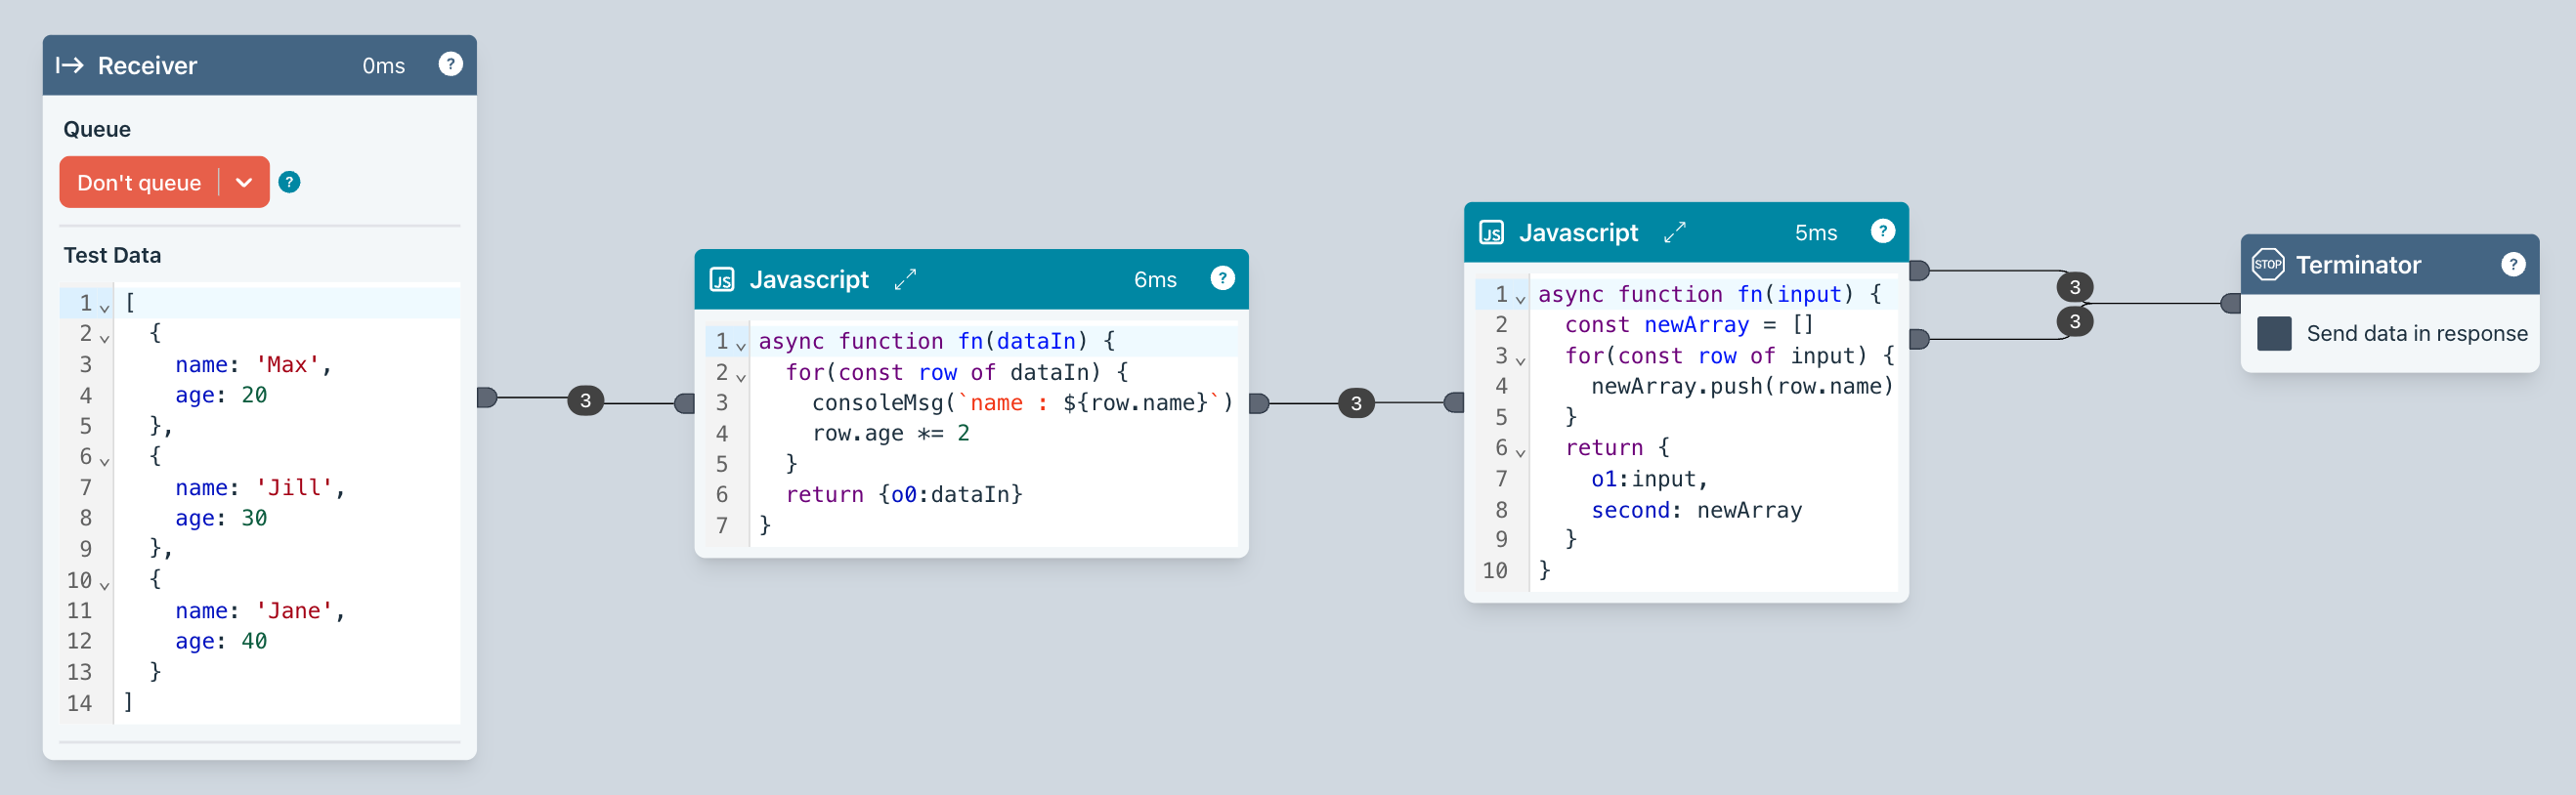 Receiver 0ms ?
Queue
Don't queue ?
Test Data
1 [
2   {
3     name: 'Max',
4     age: 20
5   },
6   {
7     name: 'Jill',
8     age: 30
9   },
10   {
11     name: 'Jane',
12     age: 40
13   }
14 ]
3
JS Javascript 6ms ?
1 async function fn(dataIn) {
2   for(const row of dataIn) {
3     consoleMsg(`name : ${row.name}`)
4     row.age *= 2
5   }
6   return {o0:dataIn}
7 }
3
JS Javascript 5ms ?
1 async function fn(input) {
2   const newArray = []
3   for(const row of input) {
4     newArray.push(row.name)
5   }
6   return {
7     o1:input,
8     second: newArray
9   }
10 }
3
3
STOP Terminator ?
Send data in response